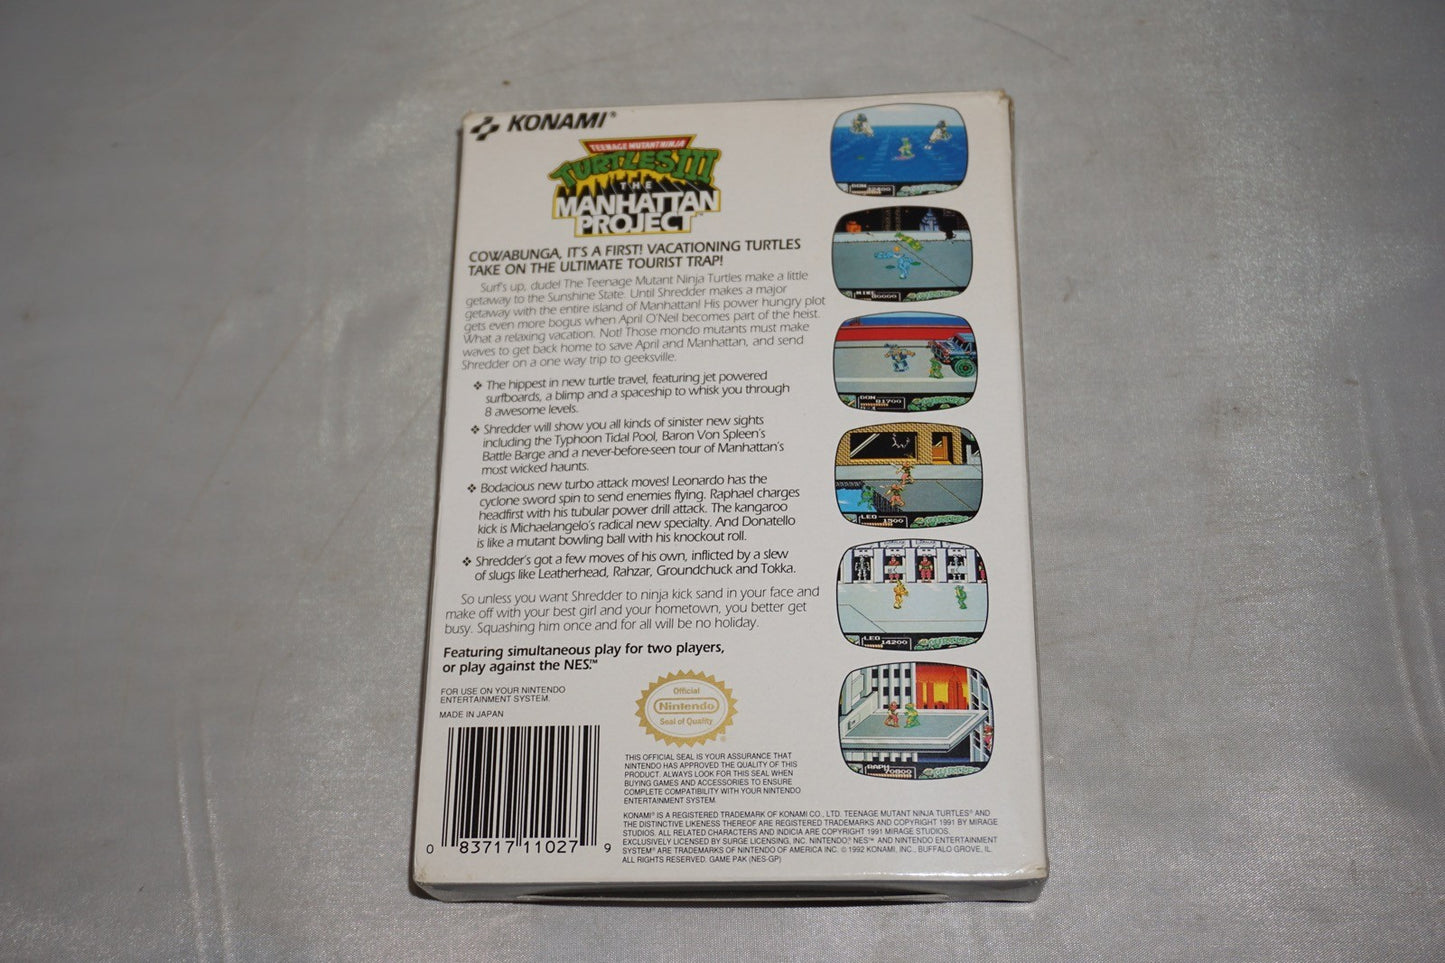 KONAMI®
TEENAGE MUTANT NINJA
TURTLES III
THE
MANHATTAN
PROJECT™
COWABUNGA, IT'S A FIRST! VACATIONING TURTLES
TAKE ON THE ULTIMATE TOURIST TRAP!
Surf's up, dude! The Teenage Mutant Ninja Turtles make a little
getaway to the Sunshine State. Until Shredder makes a major
getaway with the entire island of Manhattan! His power hungry plot
gets even more bogus when April O'Neil becomes part of the heist.
What a relaxing vacation. Not! Those mondo mutants must make
waves to get back home to save April and Manhattan, and send
Shredder on a one way trip to geeksville.
❖ The hippest in new turtle travel, featuring jet powered
surfboards, a blimp and a spaceship to whisk you through
8 awesome levels.
❖ Shredder will show you all kinds of sinister new sights
including the Typhoon Tidal Pool, Baron Von Spleen's
Battle Barge and a never-before-seen tour of Manhattan's
most wicked haunts.
❖ Bodacious new turbo attack moves! Leonardo has the
cyclone sword spin to send enemies flying. Raphael charges
headfirst with his tubular power drill attack. The kangaroo
kick is Michaelangelo's radical new specialty. And Donatello
is like a mutant bowling ball with his knockout roll.
❖ Shredder's got a few moves of his own, inflicted by a slew
of slugs like Leatherhead, Rahzar, Groundchuck and Tokka.
So unless you want Shredder to ninja kick sand in your face and
make off with your best girl and your hometown, you better get
busy. Squashing him once and for all will be no holiday.
Featuring simultaneous play for two players,
or play against the NES.™
FOR USE ON YOUR NINTENDO
ENTERTAINMENT SYSTEM.
MADE IN JAPAN
0 83717 11027 9
Official
Nintendo
Seal of Quality
THIS OFFICIAL SEAL IS YOUR ASSURANCE THAT
NINTENDO HAS APPROVED THE QUALITY OF THIS
PRODUCT. ALWAYS LOOK FOR THIS SEAL WHEN
BUYING GAMES AND ACCESSORIES TO ENSURE
COMPLETE COMPATIBILITY WITH YOUR NINTENDO
ENTERTAINMENT SYSTEM.
KONAMI® IS A REGISTERED TRADEMARK OF KONAMI CO., LTD. TEENAGE MUTANT NINJA TURTLES® AND
THE DISTINCTIVE LIKENESS THEREOF ARE REGISTERED TRADEMARKS AND COPYRIGHT 1991 BY MIRAGE
STUDIOS. ALL RELATED CHARACTERS AND INDICIA ARE COPYRIGHT 1991 MIRAGE STUDIOS.
EXCLUSIVELY LICENSED BY SURGE LICENSING, INC. NINTENDO,® NES™ AND NINTENDO ENTERTAINMENT
SYSTEM® ARE TRADEMARKS OF NINTENDO OF AMERICA INC. © 1992 KONAMI, INC., BUFFALO GROVE, IL.
ALL RIGHTS RESERVED. GAME PAK (NES-GP)
DON
MIKE
DON
81700
LEO
1500
LEO
14200
RAPH
70800